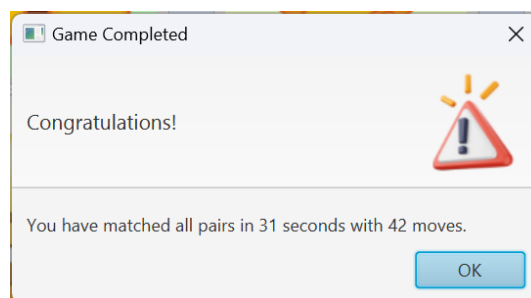 Game Completed
Congratulations!
You have matched all pairs in 31 seconds with 42 moves.
OK